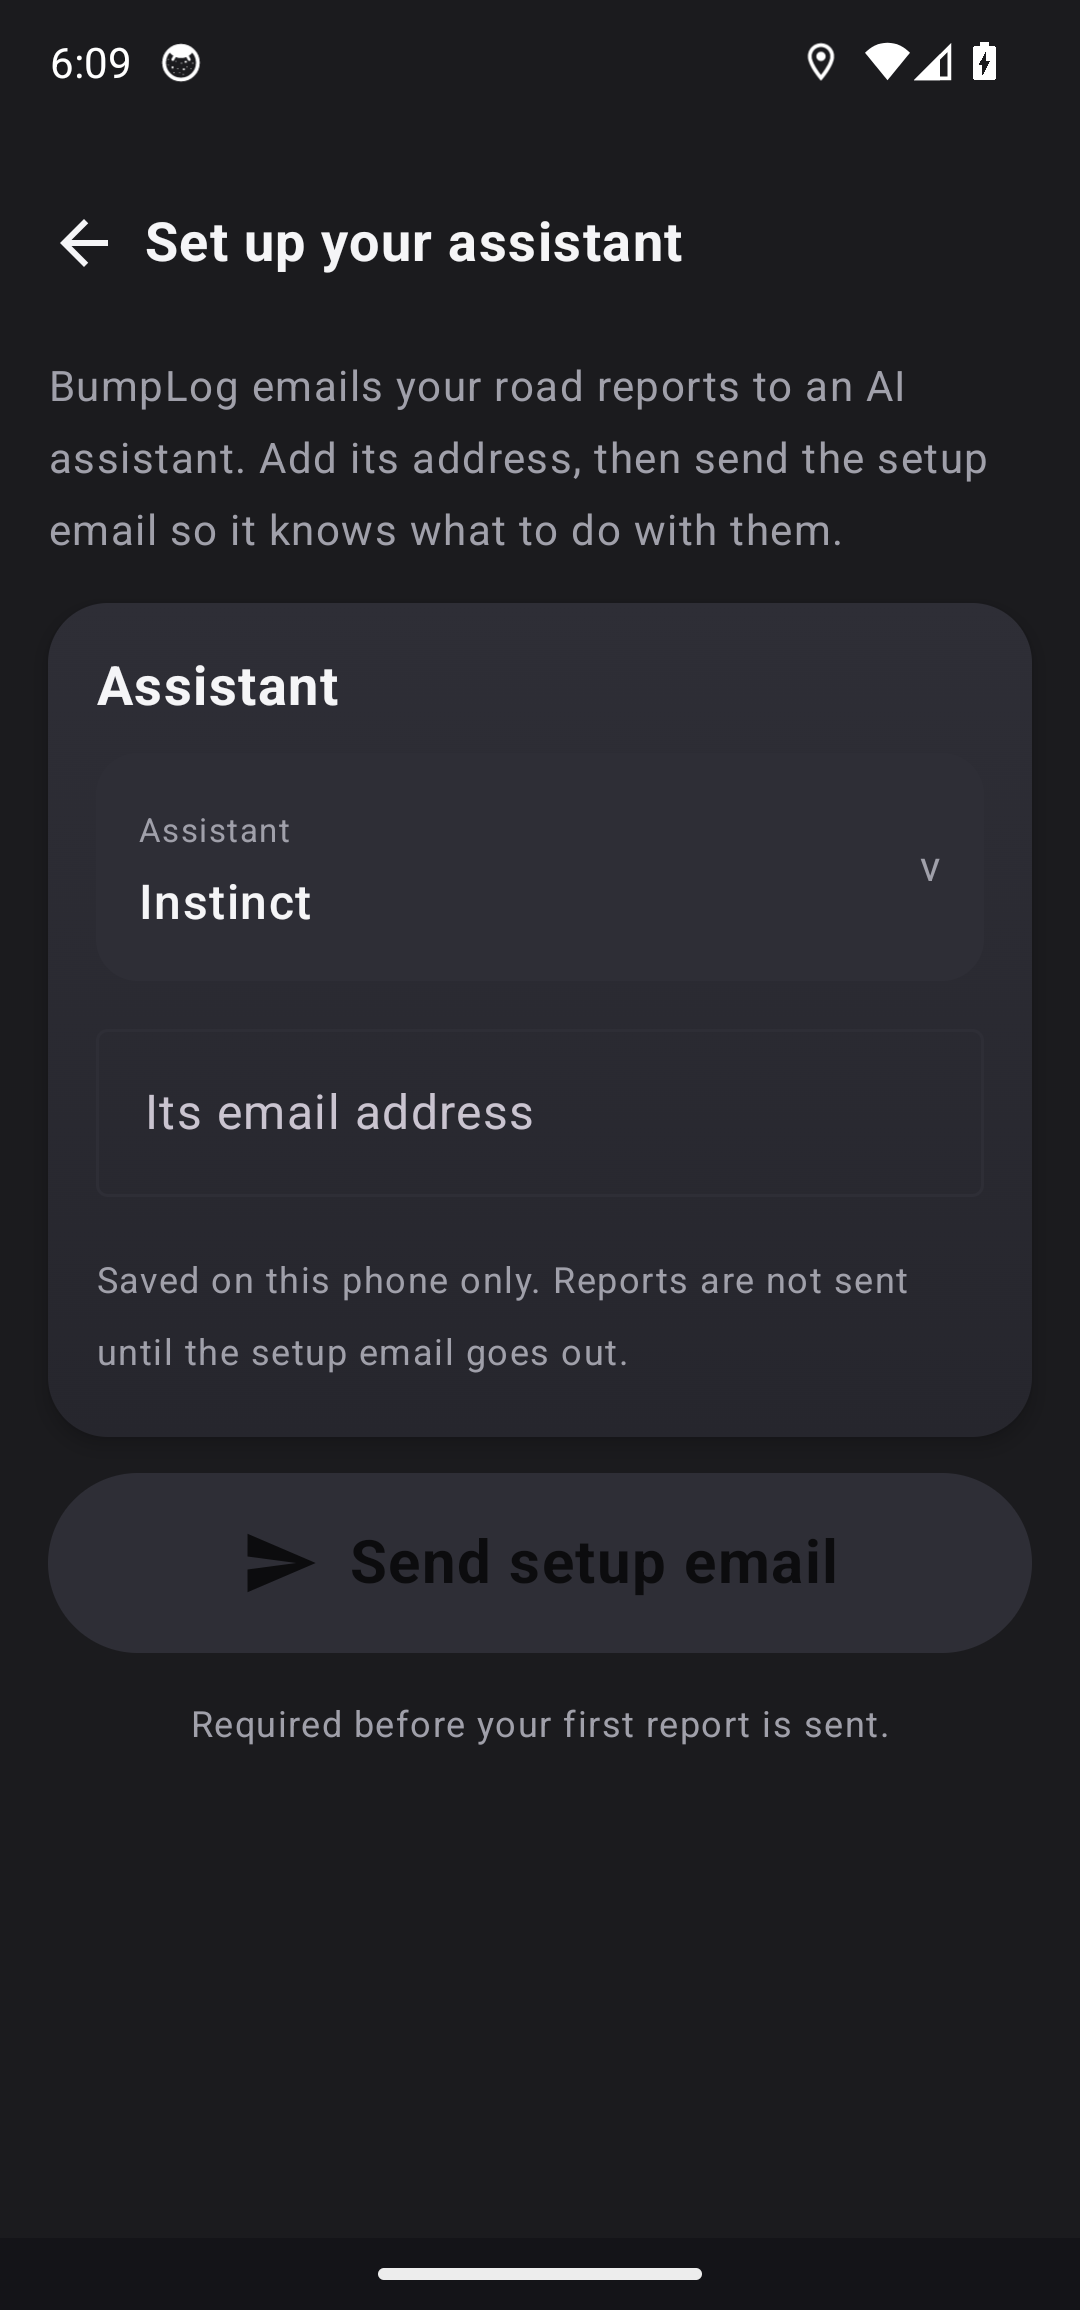 6:09
Set up your assistant
BumpLog emails your road reports to an AI
assistant. Add its address, then send the setup
email so it knows what to do with them.
Assistant
Assistant
Instinct
v
Its email address
Saved on this phone only. Reports are not sent
until the setup email goes out.
Send setup email
Required before your first report is sent.